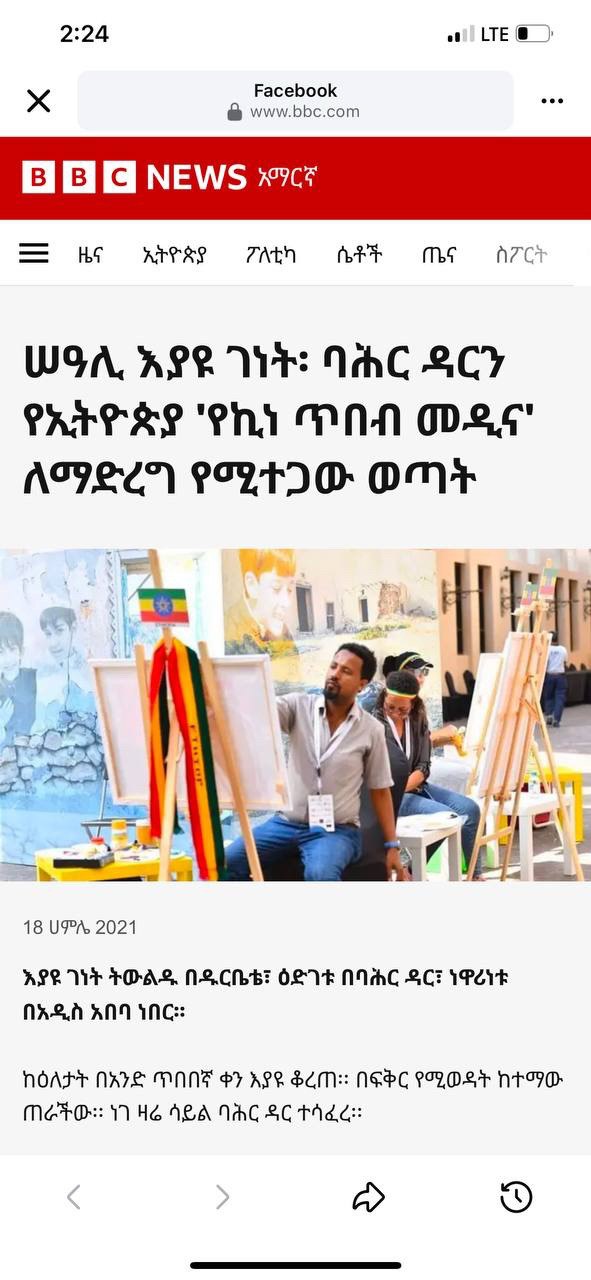 2:24
LTE
Facebook
www.bbc.com
BBC NEWS አማርኛ
ዜና ኢትዮጵያ ፖለቲካ ሴቶች ጤና ስፖርት
ሠዓሊ እያዩ ገነት፡ ባሕር ዳርን
የኢትዮጵያ 'የኪነ ጥበብ መዲና'
ለማድረግ የሚተጋው ወጣት
18 ሀምሌ 2021
እያዩ ገነት ትውልዱ በዱርቤቴ፣ ዕድገቱ በባሕር ዳር፣ ነዋሪነቱ
በአዲስ አበባ ነበር።
ከዕለታት በአንድ ጥበበኛ ቀን እያዩ ቆረጠ። በፍቅር የሚወዳት ከተማው
ጠራችው። ነገ ዛሬ ሳይል ባሕር ዳር ተሳፈረ።